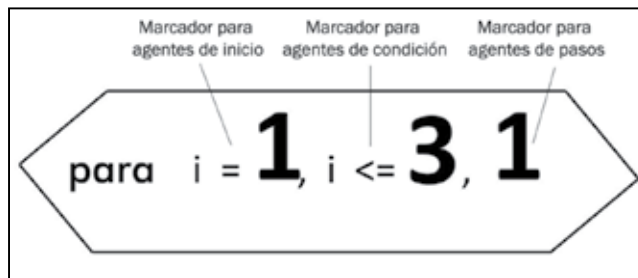 Marcador para agentes de inicio
Marcador para agentes de condición
Marcador para agentes de pasos
para i = 1, i <= 3, 1